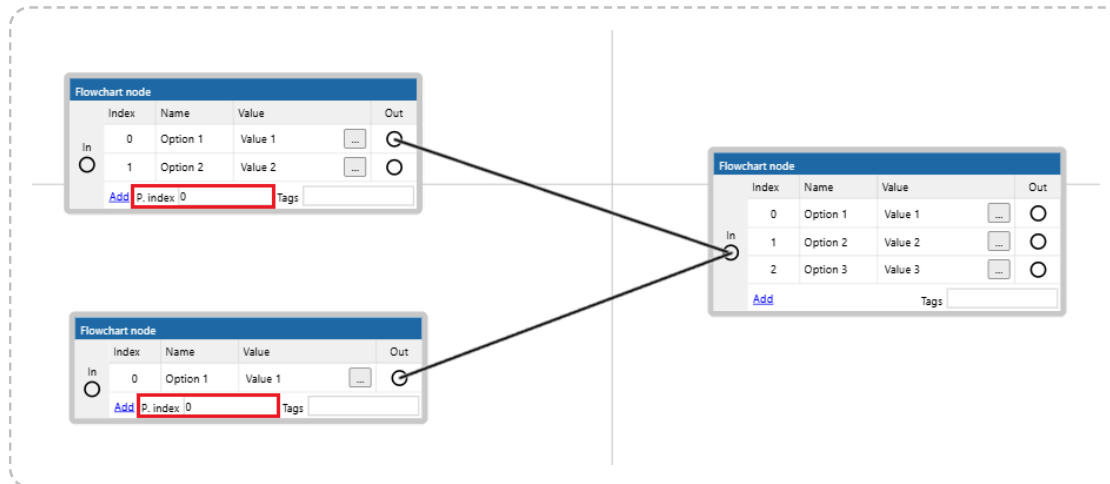 Flowchart node
Index Name Value Out
In
0 Option 1 Value 1 ...
1 Option 2 Value 2 ...
Add P. index 0 Tags
Flowchart node
Index Name Value Out
0 Option 1 Value 1 ...
In
1 Option 2 Value 2 ...
2 Option 3 Value 3 ...
Add Tags
Flowchart node
Index Name Value Out
In
0 Option 1 Value 1 ...
Add P. index 0 Tags